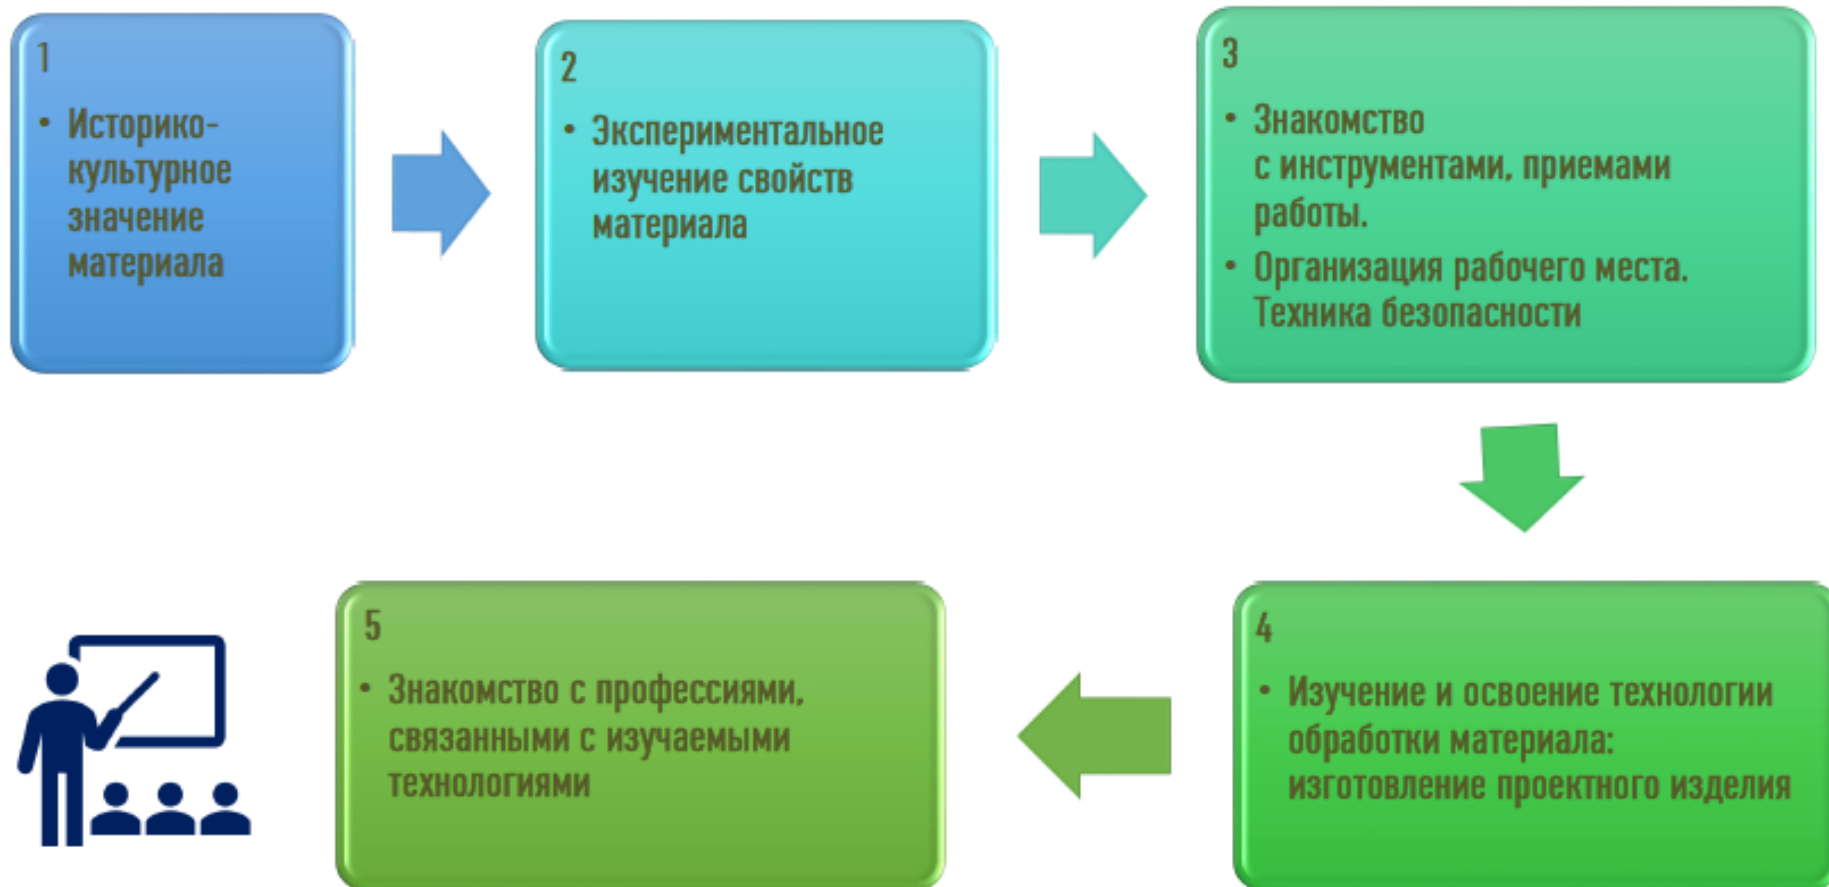 1
• Историко-
культурное
значение
материала
2
• Экспериментальное
изучение свойств
материала
3
• Знакомство
с инструментами, приемами
работы.
• Организация рабочего места.
Техника безопасности
4
• Изучение и освоение технологии
обработки материала:
изготовление проектного изделия
5
• Знакомство с профессиями,
связанными с изучаемыми
технологиями